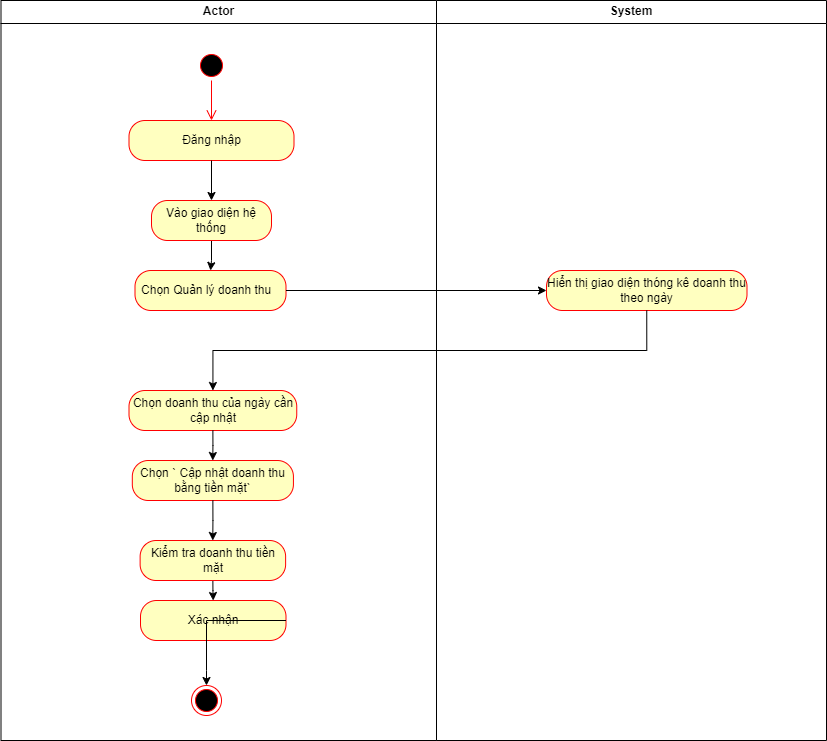 Actor
System
Đăng nhập
Vào giao diện hệ
thống
Chọn Quản lý doanh thu
Hiển thị giao diện thóng kê doanh thu
theo ngày
Chọn doanh thu của ngày cần
cập nhật
Chọn ` Cập nhật doanh thu
bằng tiền mặt`
Kiểm tra doanh thu tiền
mặt
Xác nhận